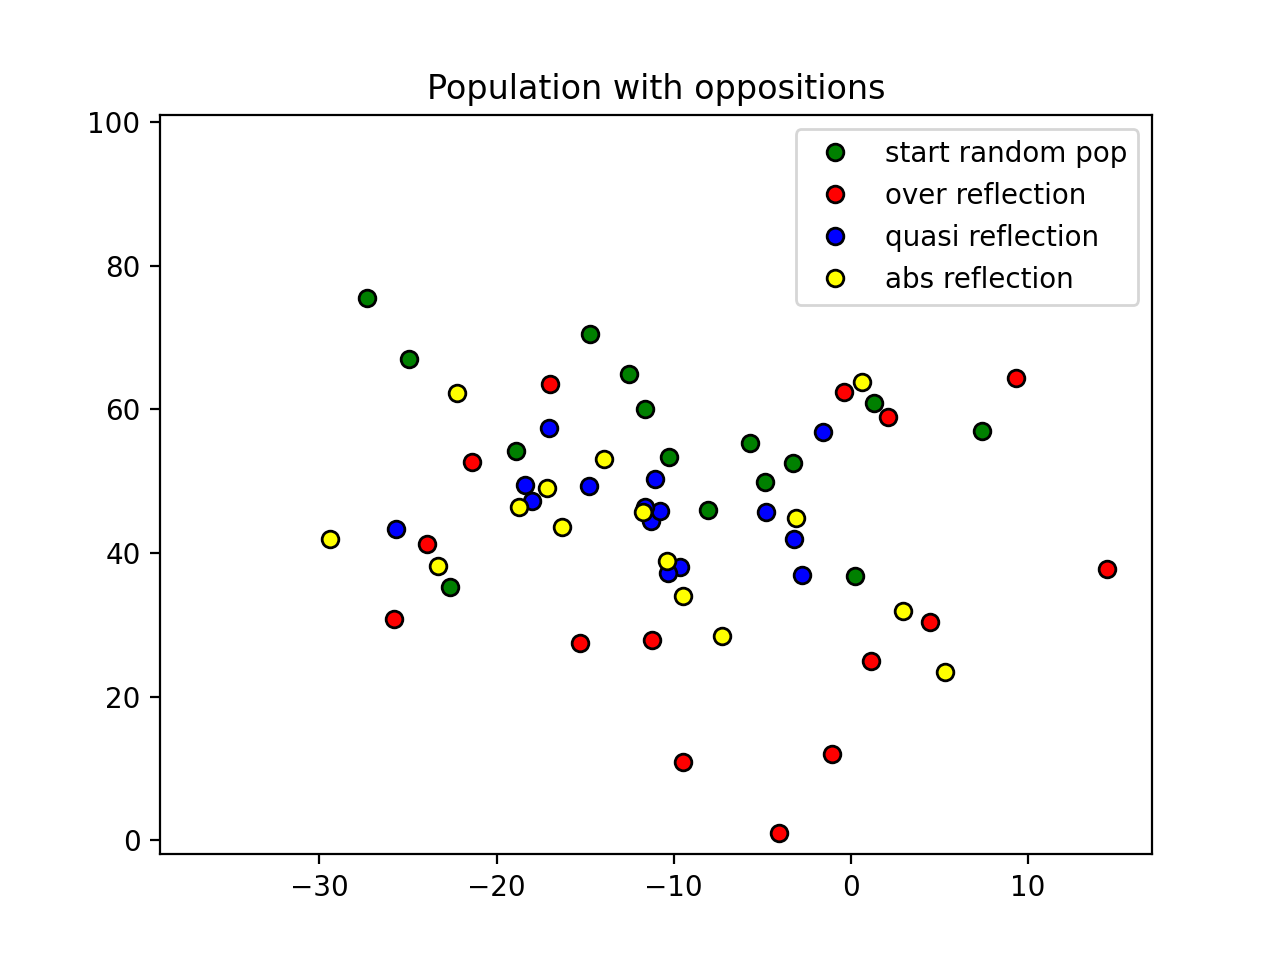 Population with oppositions
100
80
60
40
20
0
start random pop
over reflection
quasi reflection
abs reflection
−30 −20 −10 0 10